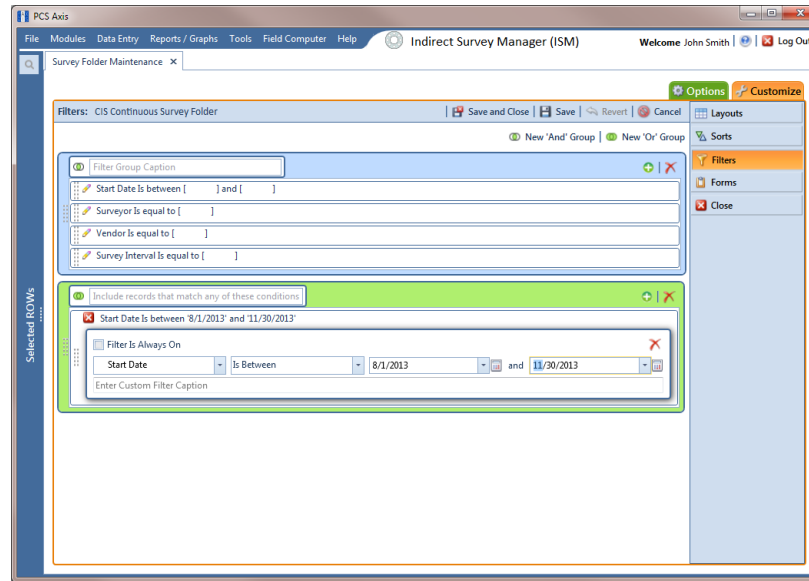 PCS Axis
File Modules Data Entry Reports / Graphs Tools Field Computer Help Indirect Survey Manager (ISM) Welcome John Smith Log Out
Survey Folder Maintenance
Options Customize
Filters: CIS Continuous Survey Folder Save and Close Save Revert Cancel
Layouts
New 'And' Group New 'Or' Group
Sorts
Filters
Forms
Close
Filter Group Caption
Start Date Is between [ ] and [ ]
Surveyor Is equal to [ ]
Vendor Is equal to [ ]
Survey Interval Is equal to [ ]
Selected ROWs
Include records that match any of these conditions
Start Date Is between '8/1/2013' and '11/30/2013'
Filter Is Always On
Start Date Is Between 8/1/2013 and 11/30/2013
Enter Custom Filter Caption